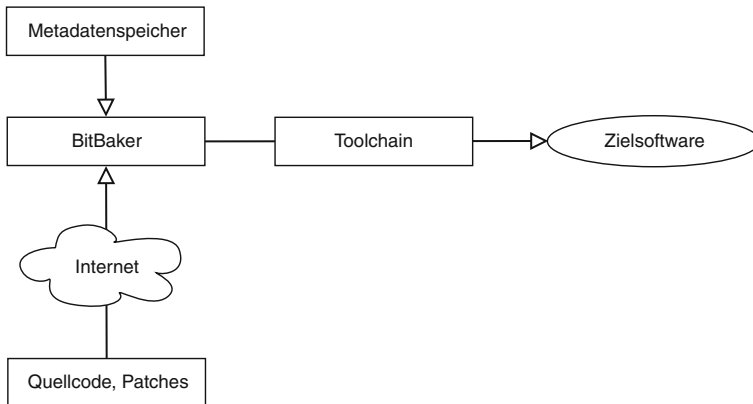 Metadatenspeicher
BitBaker
Toolchain
Zielsoftware
Internet
Quellcode, Patches